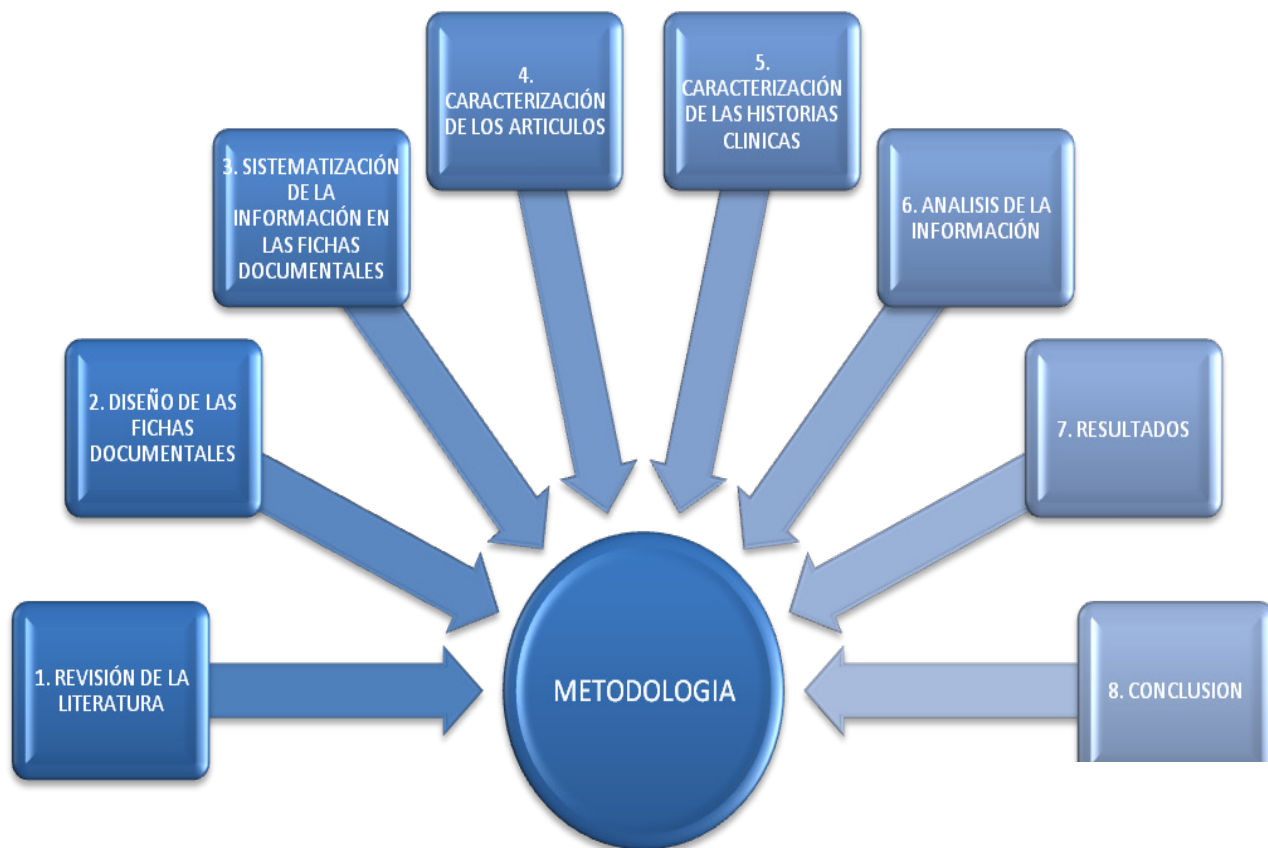 1. REVISIÓN DE LA
LITERATURA
2. DISEÑO DE LAS
FICHAS
DOCUMENTALES
3. SISTEMATIZACIÓN
DE LA
INFORMACIÓN EN
LAS FICHAS
DOCUMENTALES
4.
CARACTERIZACIÓN
DE LOS ARTICULOS
5.
CARACTERIZACIÓN
DE LAS HISTORIAS
CLINICAS
6. ANALISIS DE LA
INFORMACIÓN
7. RESULTADOS
8. CONCLUSION
METODOLOGIA